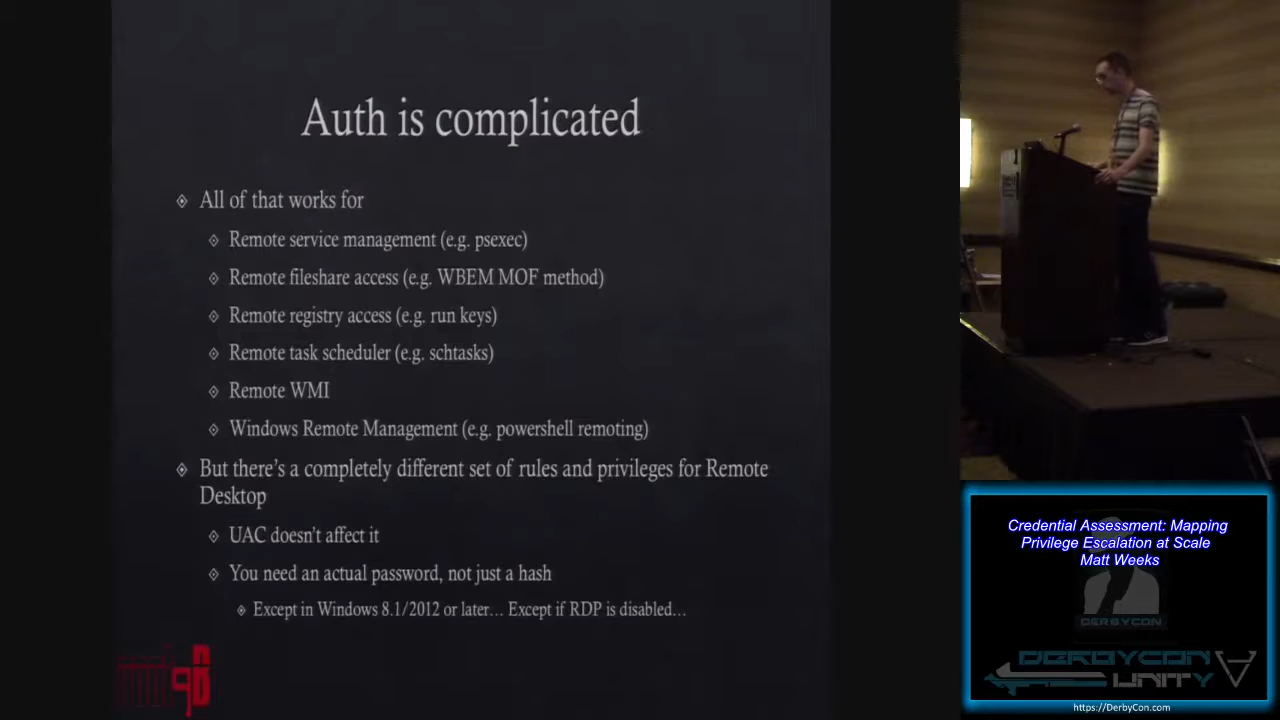 Auth is complicated
All of that works for
Remote service management (e.g. psexec)
Remote fileshare access (e.g. WBEM MOF method)
Remote registry access (e.g. run keys)
Remote task scheduler (e.g. schtasks)
Remote WMI
Windows Remote Management (e.g. powershell remoting)
But there's a completely different set of rules and privileges for Remote
Desktop
UAC doesn't affect it
You need an actual password, not just a hash
Except in Windows 8.1/2012 or later… Except if RDP is disabled…
Credential Assessment: Mapping
Privilege Escalation at Scale
Matt Weeks
DERBYCON
DERBYCON
UNITY
https://DerbyCon.com